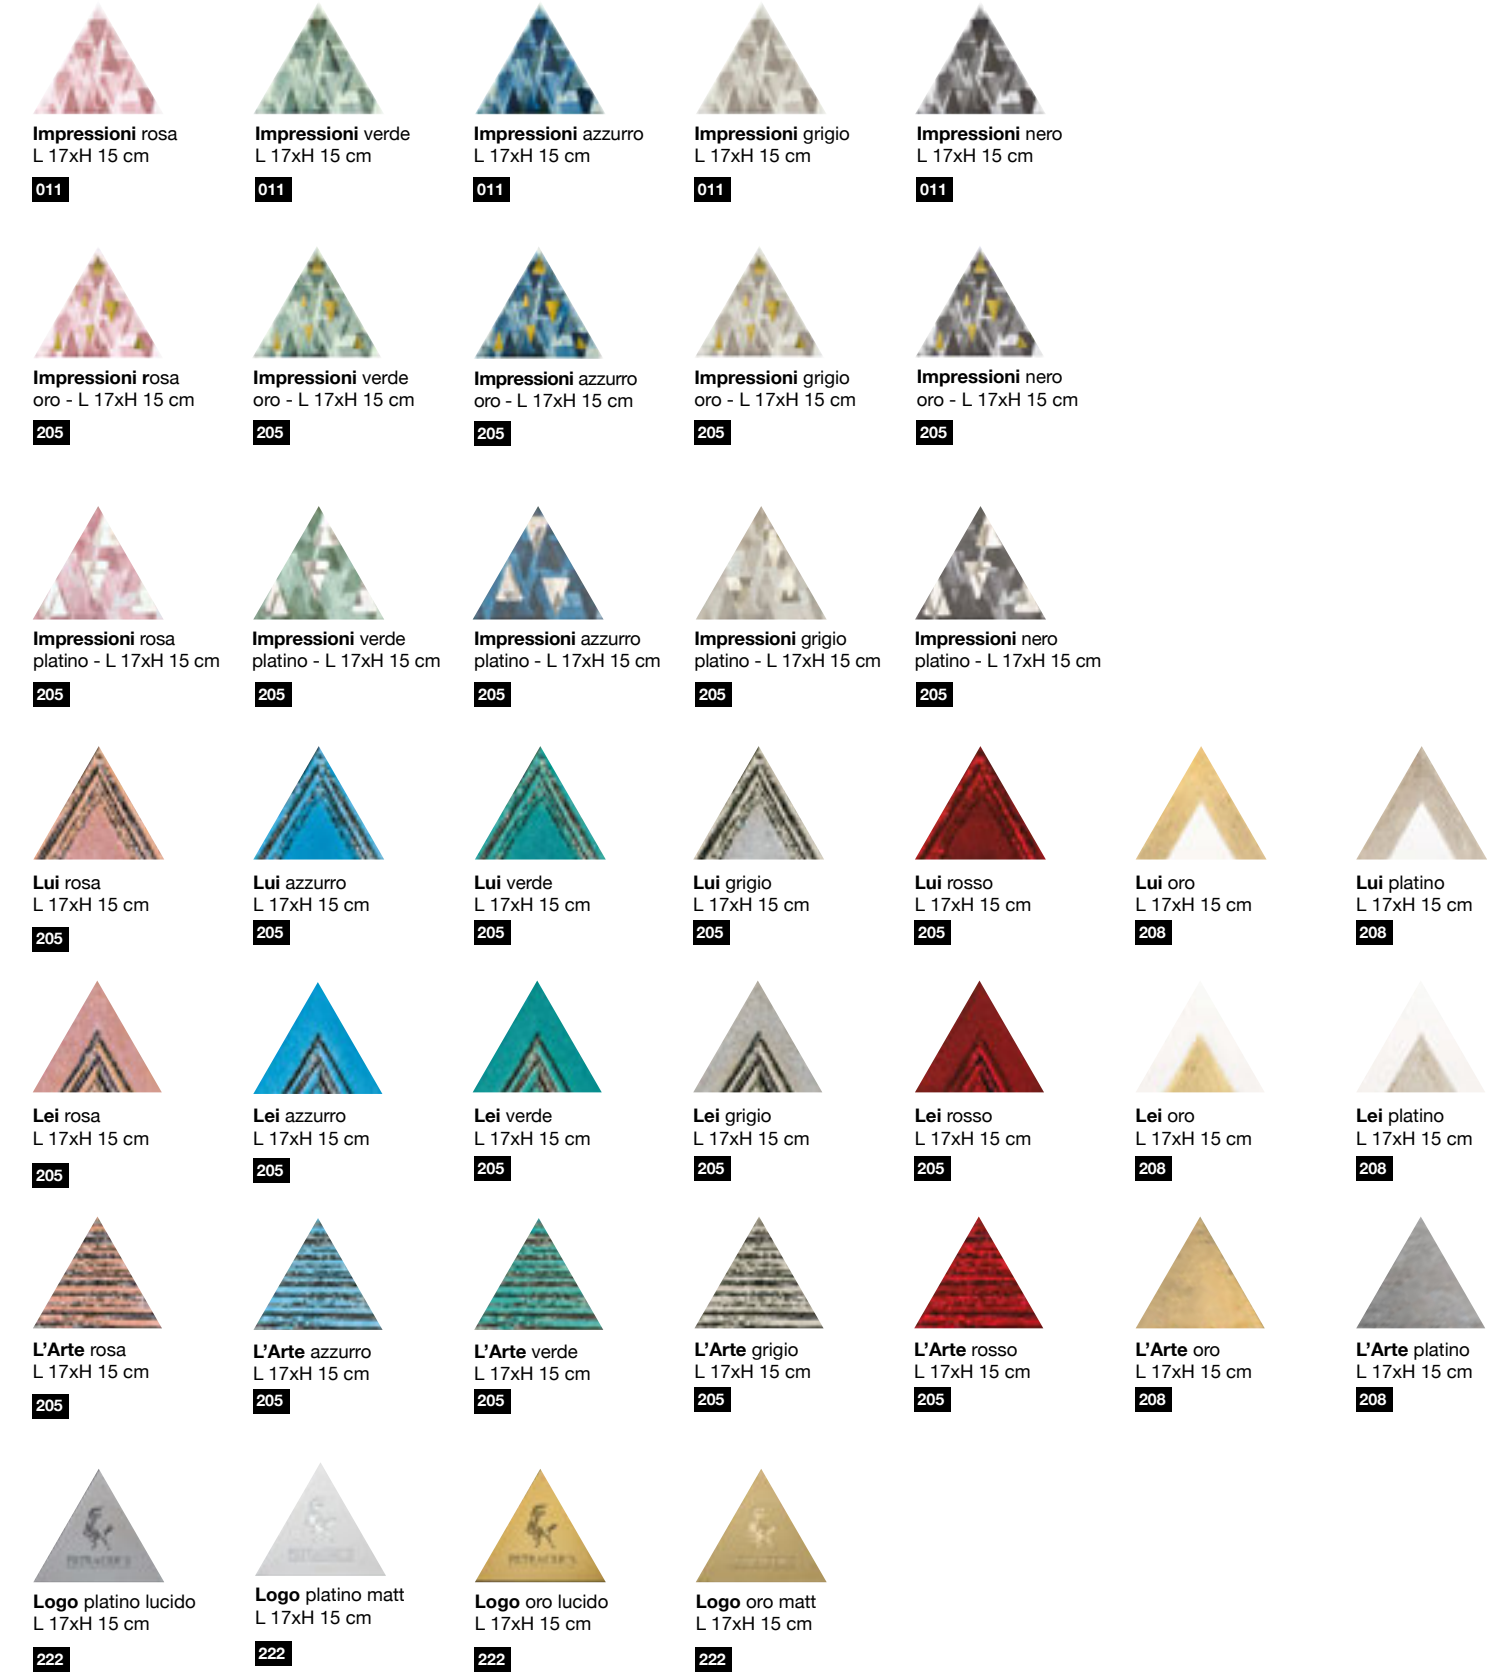 Impressioni rosa
L 17xH 15 cm
011
Impressioni verde
L 17xH 15 cm
011
Impressioni azzurro
L 17xH 15 cm
011
Impressioni grigio
L 17xH 15 cm
011
Impressioni nero
L 17xH 15 cm
011
Impressioni rosa
oro - L 17xH 15 cm
205
Impressioni verde
oro - L 17xH 15 cm
205
Impressioni azzurro
oro - L 17xH 15 cm
205
Impressioni grigio
oro - L 17xH 15 cm
205
Impressioni nero
oro - L 17xH 15 cm
205
Impressioni rosa
platino - L 17xH 15 cm
205
Impressioni verde
platino - L 17xH 15 cm
205
Impressioni azzurro
platino - L 17xH 15 cm
205
Impressioni grigio
platino - L 17xH 15 cm
205
Impressioni nero
platino - L 17xH 15 cm
205
Lui rosa
L 17xH 15 cm
205
Lui azzurro
L 17xH 15 cm
205
Lui verde
L 17xH 15 cm
205
Lui grigio
L 17xH 15 cm
205
Lui rosso
L 17xH 15 cm
205
Lui oro
L 17xH 15 cm
208
Lui platino
L 17xH 15 cm
208
Lei rosa
L 17xH 15 cm
205
Lei azzurro
L 17xH 15 cm
205
Lei verde
L 17xH 15 cm
205
Lei grigio
L 17xH 15 cm
205
Lei rosso
L 17xH 15 cm
205
Lei oro
L 17xH 15 cm
208
Lei platino
L 17xH 15 cm
208
L’Arte rosa
L 17xH 15 cm
205
L’Arte azzurro
L 17xH 15 cm
205
L’Arte verde
L 17xH 15 cm
205
L’Arte grigio
L 17xH 15 cm
205
L’Arte rosso
L 17xH 15 cm
205
L’Arte oro
L 17xH 15 cm
208
L’Arte platino
L 17xH 15 cm
208
Logo platino lucido
L 17xH 15 cm
222
Logo platino matt
L 17xH 15 cm
222
Logo oro lucido
L 17xH 15 cm
222
Logo oro matt
L 17xH 15 cm
222